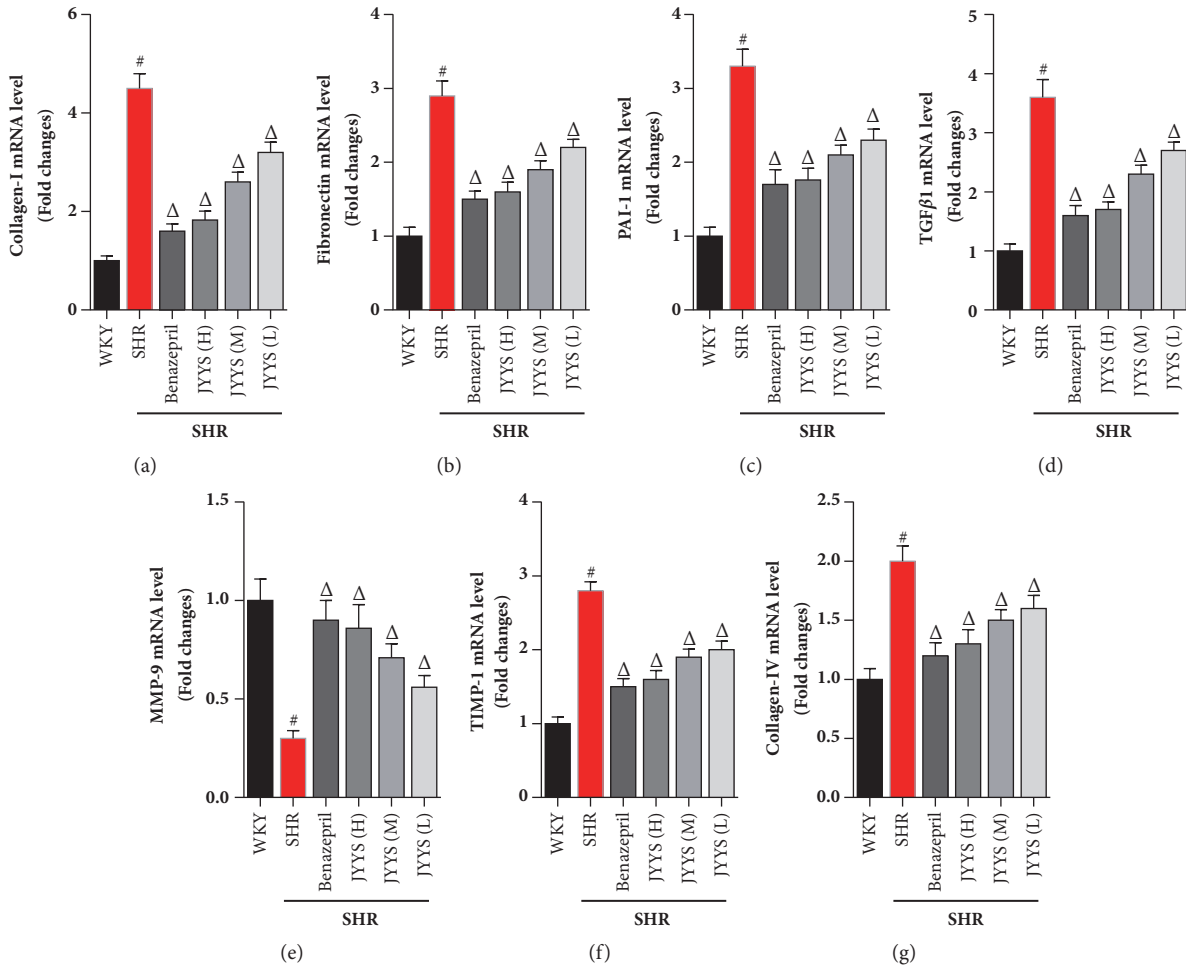 Collagen-I mRNA level
(Fold changes)
6
4
2
0
#
Δ
Δ
Δ
Δ
WKY
SHR
Benazepril
JYYS (H)
JYYS (M)
JYYS (L)
SHR
(a)
Fibronectin mRNA level
(Fold changes)
4
3
2
1
0
#
Δ
Δ
Δ
Δ
WKY
SHR
Benazepril
JYYS (H)
JYYS (M)
JYYS (L)
SHR
(b)
PAI-1 mRNA level
(Fold changes)
4
3
2
1
0
#
Δ
Δ
Δ
Δ
WKY
SHR
Benazepril
JYYS (H)
JYYS (M)
JYYS (L)
SHR
(c)
TGFβ1 mRNA level
(Fold changes)
5
4
3
2
1
0
#
Δ
Δ
Δ
Δ
WKY
SHR
Benazepril
JYYS (H)
JYYS (M)
JYYS (L)
SHR
(d)
MMP-9 mRNA level
(Fold changes)
1.5
1.0
0.5
0.0
#
Δ
Δ
Δ
Δ
WKY
SHR
Benazepril
JYYS (H)
JYYS (M)
JYYS (L)
SHR
(e)
TIMP-1 mRNA level
(Fold changes)
4
3
2
1
0
#
Δ
Δ
Δ
Δ
WKY
SHR
Benazepril
JYYS (H)
JYYS (M)
JYYS (L)
SHR
(f)
Collagen-IV mRNA level
(Fold changes)
2.5
2.0
1.5
1.0
0.5
0.0
#
Δ
Δ
Δ
Δ
WKY
SHR
Benazepril
JYYS (H)
JYYS (M)
JYYS (L)
SHR
(g)